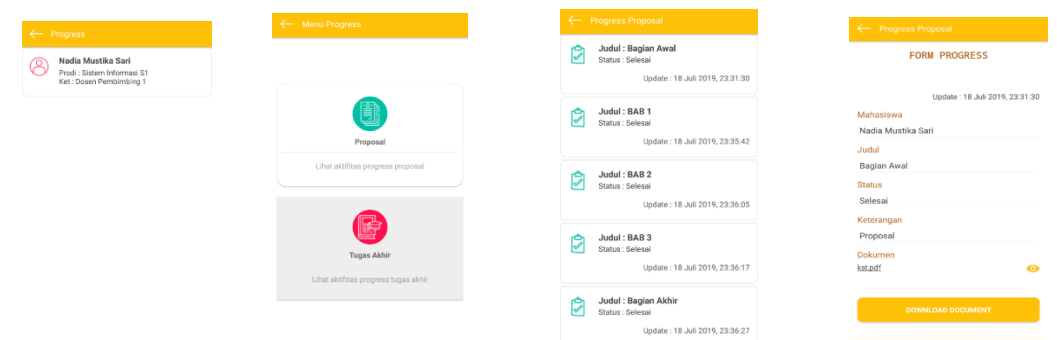 Progress
Nadia Mustika Sari
Prodi : Sistem Informasi S1
Ket : Dosen Pembimbing 1
Menu Progress
Proposal
Lihat aktifitas progress proposal
Tugas Akhir
Lihat aktifitas progress tugas akhir
Progress Proposal
Judul : Bagian Awal
Status : Selesai
Update : 18 Juli 2019, 23:31:30
Judul : BAB 1
Status : Selesai
Update : 18 Juli 2019, 23:35:42
Judul : BAB 2
Status : Selesai
Update : 18 Juli 2019, 23:36:05
Judul : BAB 3
Status : Selesai
Update : 18 Juli 2019, 23:36:17
Judul : Bagian Akhir
Status : Selesai
Update : 18 Juli 2019, 23:36:27
Progress Proposal
FORM PROGRESS
Update : 18 Juli 2019, 23:31:30
Mahasiswa
Nadia Mustika Sari
Judul
Bagian Awal
Status
Selesai
Keterangan
Proposal
Dokumen
kst.pdf
DOWNLOAD DOCUMENT